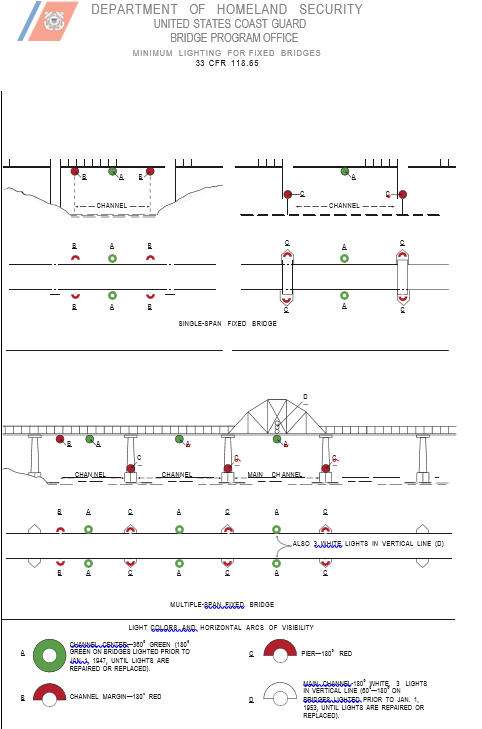 DEPARTMENT OF HOMELAND SECURITY
UNITED STATES COAST GUARD
BRIDGE PROGRAM OFFICE
MINIMUM LIGHTING FOR FIXED BRIDGES
33 CFR 118.65
B A B
CHANNEL
A
C C
CHANNEL
B A B
C A C
B A B
C A C
SINGLE-SPAN FIXED BRIDGE
D
B A A A
C C C
CHANNEL CHANNEL MAIN CHANNEL
B A C A C A C
ALSO 3 WHITE LIGHTS IN VERTICAL LINE (D)
B A C A C A C
MULTIPLE-SPAN FIXED BRIDGE
LIGHT COLORS AND HORIZONTAL ARCS OF VISIBILITY
A
CHANNEL CENTER—360° GREEN (180°
GREEN ON BRIDGES LIGHTED PRIOR TO
JAN. 1, 1947, UNTIL LIGHTS ARE
REPAIRED OR REPLACED).
C
PIER—180° RED
B
CHANNEL MARGIN—180° RED
D
MAIN CHANNEL-180° WHITE, 3 LIGHTS
IN VERTICAL LINE (60°—180° ON
BRIDGES LIGHTED PRIOR TO JAN. 1,
1953, UNTIL LIGHTS ARE REPAIRED OR
REPLACED).